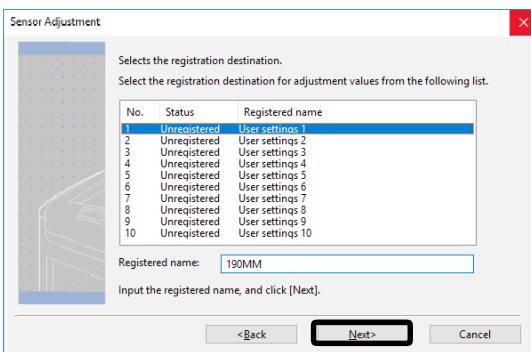 Sensor Adjustment
Selects the registration destination.
Select the registration destination for adjustment values from the following list.
No. Status Registered name
1 Unregistered User settings 1
2 Unregistered User settings 2
3 Unregistered User settings 3
4 Unregistered User settings 4
5 Unregistered User settings 5
6 Unregistered User settings 6
7 Unregistered User settings 7
8 Unregistered User settings 8
9 Unregistered User settings 9
10 Unregistered User settings 10
Registered name: 190MM
Input the registered name, and click [Next].
<Back Next> Cancel